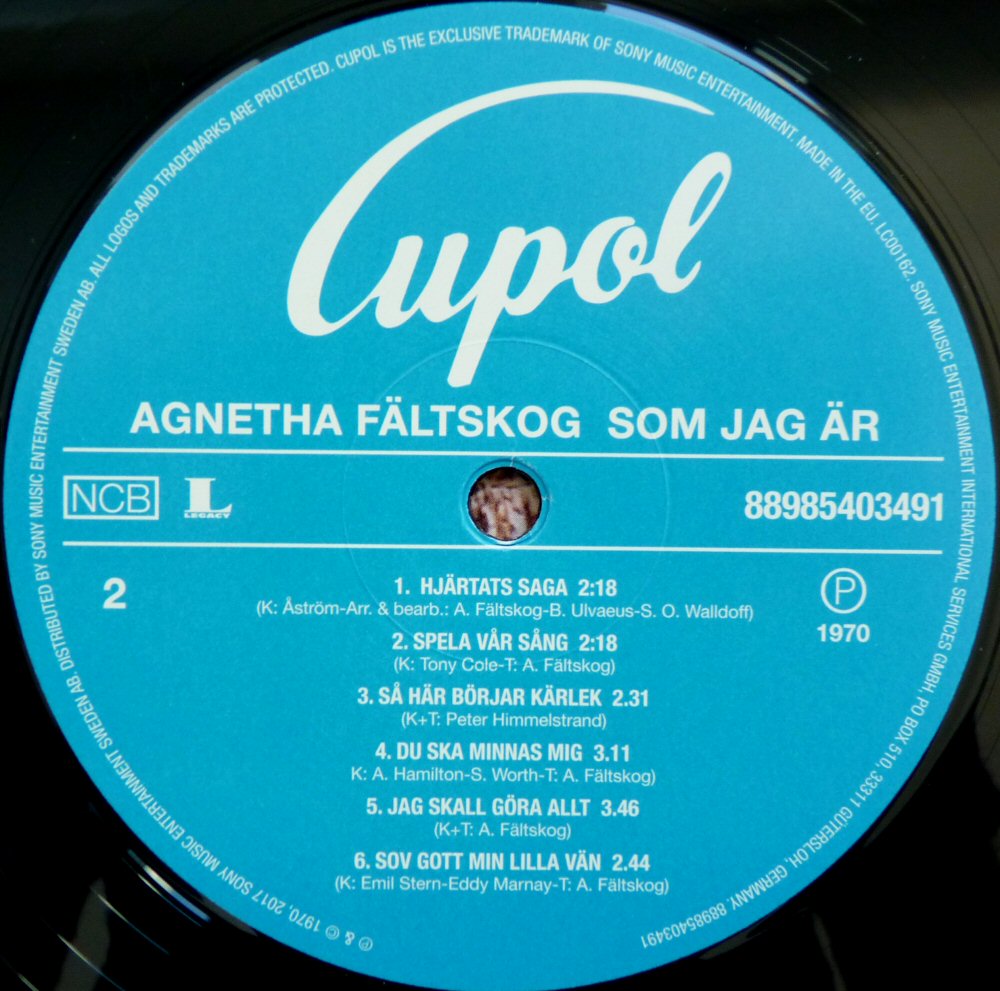 DISTRIBUTED BY SONY MUSIC ENTERTAINMENT SWEDEN AB. ALL LOGOS AND TRADEMARKS ARE PROTECTED. CUPOL IS THE EXCLUSIVE TRADEMARK OF SONY MUSIC ENTERTAINMENT. MADE IN THE EU. LC00162. SONY MUSIC ENTERTAINMENT INTERNATIONAL SERVICES GMBH, PO BOX 510, 33311 GÜTERSLOH, GERMANY. 88985403491
Cupol
AGNETHA FÄLTSKOG SOM JAG ÄR
NCB L LEGACY 88985403491
2
P
1970
1. HJÄRTATS SAGA 2:18
(K: Åström-Arr. & bearb.: A. Fältskog-B. Ulvaeus-S. O. Walldoff)
2. SPELA VÅR SÅNG 2:18
(K: Tony Cole-T: A. Fältskog)
3. SÅ HÄR BÖRJAR KÄRLEK 2.31
(K+T: Peter Himmelstrand)
4. DU SKA MINNAS MIG 3.11
K: A. Hamilton-S. Worth-T: A. Fältskog)
5. JAG SKALL GÖRA ALLT 3.46
(K+T: A. Fältskog)
6. SOV GOTT MIN LILLA VÄN 2.44
(K: Emil Stern-Eddy Marnay-T: A. Fältskog)
℗ & © 1970, 2017 SONY MUSIC ENTERTAINMENT SWEDEN AB.